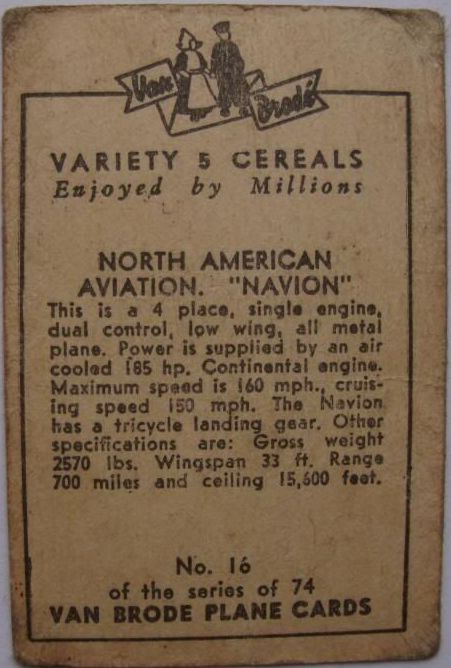 Van Brode
VARIETY 5 CEREALS
Enjoyed by Millions
NORTH AMERICAN
AVIATION. "NAVION"
This is a 4 place, single engine,
dual control, low wing, all metal
plane. Power is supplied by an air
cooled 185 hp. Continental engine.
Maximum speed is 160 mph., cruis-
ing speed 150 mph. The Navion
has a tricycle landing gear. Other
specifications are: Gross weight
2570 lbs. Wingspan 33 ft. Range
700 miles and ceiling 15,600 feet.
No. 16
of the series of 74
VAN BRODE PLANE CARDS